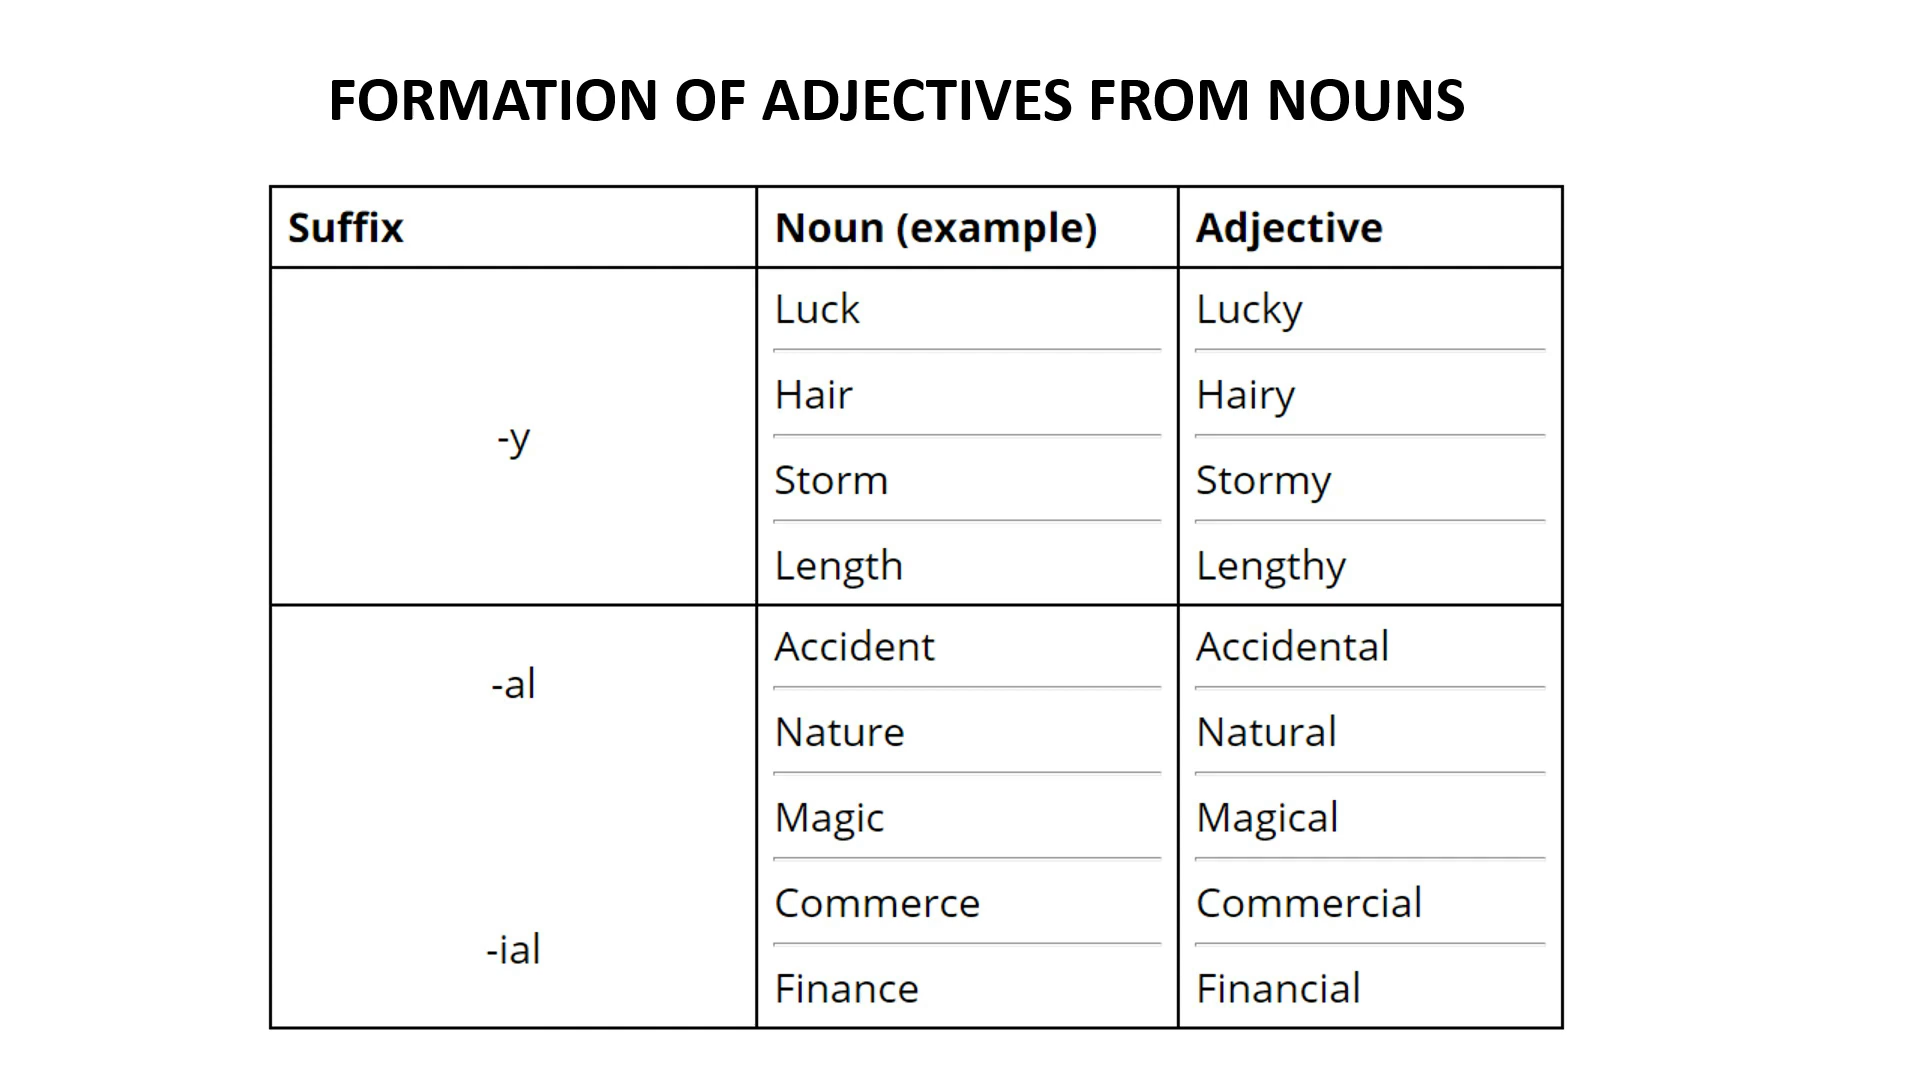 FORMATION OF ADJECTIVES FROM NOUNS
Suffix Noun (example) Adjective
Luck Lucky
Hair Hairy
-y
Storm Stormy
Length Lengthy
Accident Accidental
-al
Nature Natural
Magic Magical
Commerce Commercial
-ial
Finance Financial